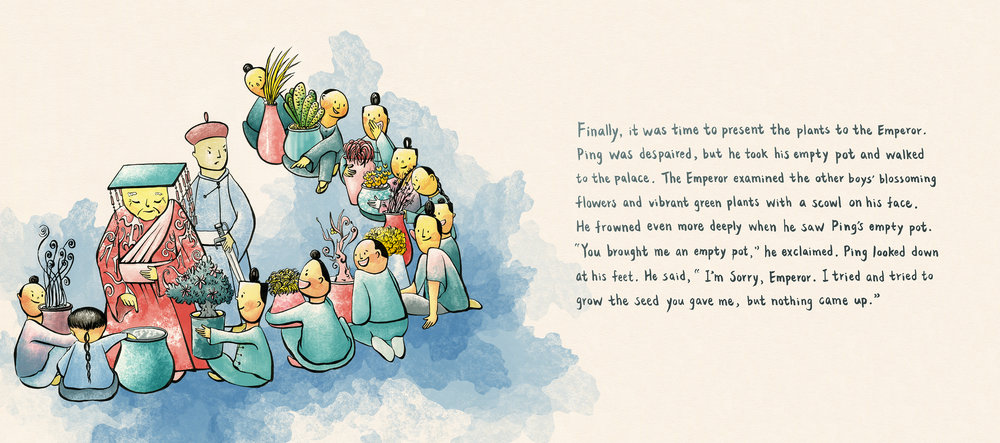 Finally, it was time to present the plants to the Emperor.
Ping was despaired, but he took his empty pot and walked
to the palace. The Emperor examined the other boys' blossoming
flowers and vibrant green plants with a scowl on his face.
He frowned even more deeply when he saw Ping's empty pot.
"You brought me an empty pot," he exclaimed. Ping looked down
at his feet. He said, " I'm Sorry, Emperor. I tried and tried to
grow the seed you gave me, but nothing came up."